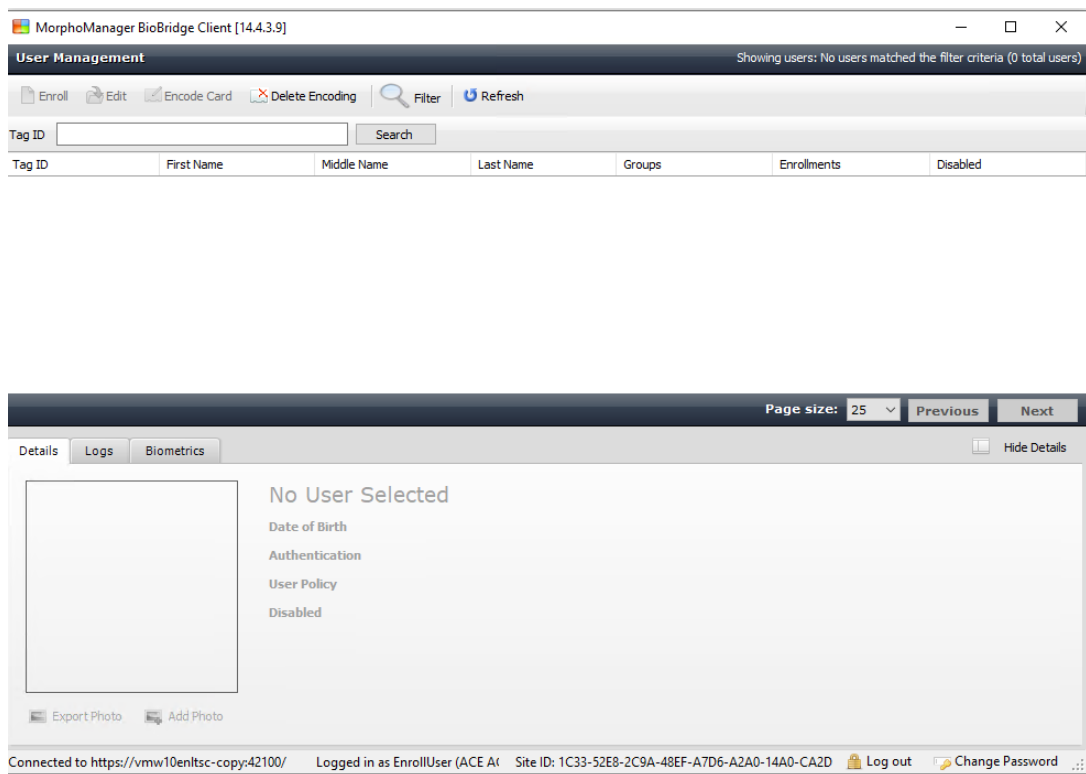 MorphoManager BioBridge Client [14.4.3.9]
User Management
Showing users: No users matched the filter criteria (0 total users)
Enroll Edit Encode Card Delete Encoding Filter Refresh
Tag ID Search
Tag ID First Name Middle Name Last Name Groups Enrollments Disabled
Page size: 25 Previous Next
Details Logs Biometrics Hide Details
No User Selected
Date of Birth
Authentication
User Policy
Disabled
Export Photo Add Photo
Connected to https://vmw10enltsc-copy:42100/ Logged in as EnrollUser (ACE A Site ID: 1C33-52E8-2C9A-48EF-A7D6-A2A0-14A0-CA2D Log out Change Password